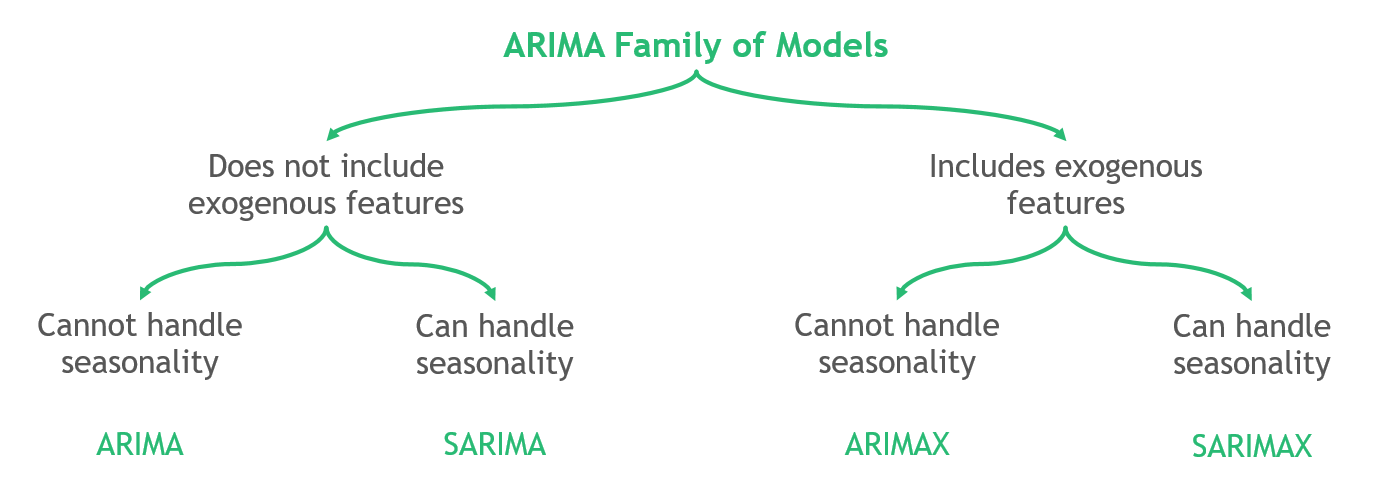 ARIMA Family of Models
Does not include
exogenous features
Includes exogenous
features
Cannot handle
seasonality
Can handle
seasonality
Cannot handle
seasonality
Can handle
seasonality
ARIMA
SARIMA
ARIMAX
SARIMAX